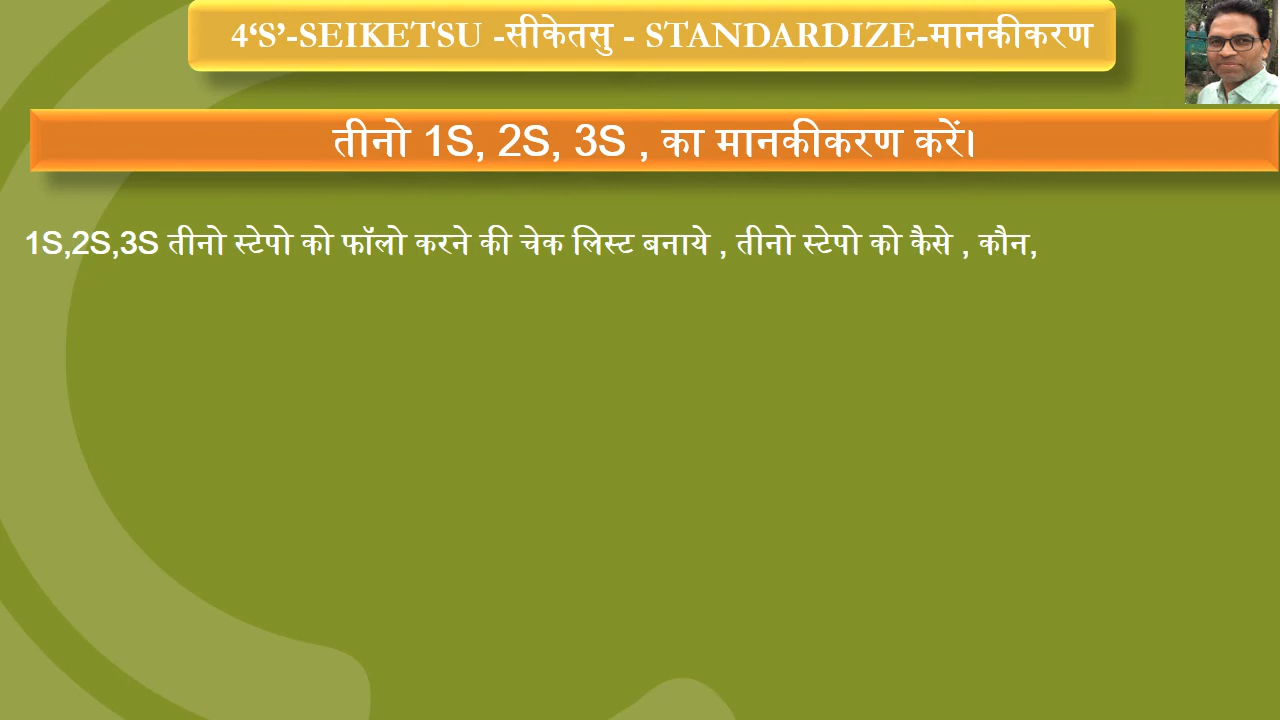 4‘S’-SEIKETSU -सीकेतसु - STANDARDIZE-मानकीकरण
तीनो 1S, 2S, 3S , का मानकीकरण करें।
1S,2S,3S तीनो स्टेपो को फॉलो करने की चेक लिस्ट बनाये , तीनो स्टेपो को कैसे , कौन,